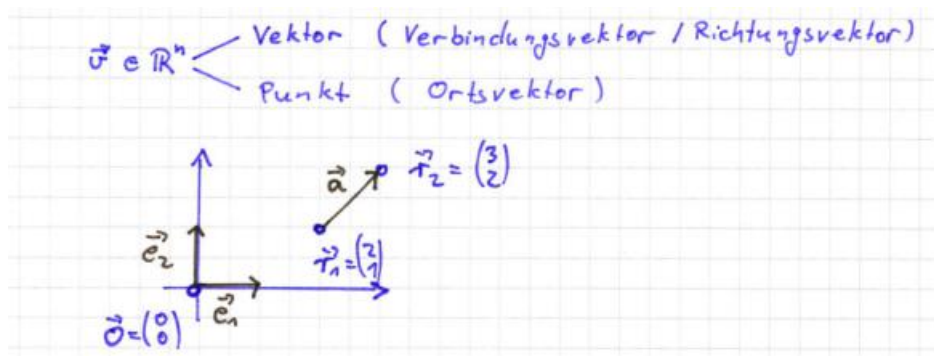 Vektor (Verbindungsvektor / Richtungsvektor)
v⃗ ∈ ℝⁿ
Punkt (Ortsvektor)
a⃗
r⃗₂ = (3 2)
e⃗₂
r⃗₁ = (2 1)
e⃗₁
0⃗ = (0 0)